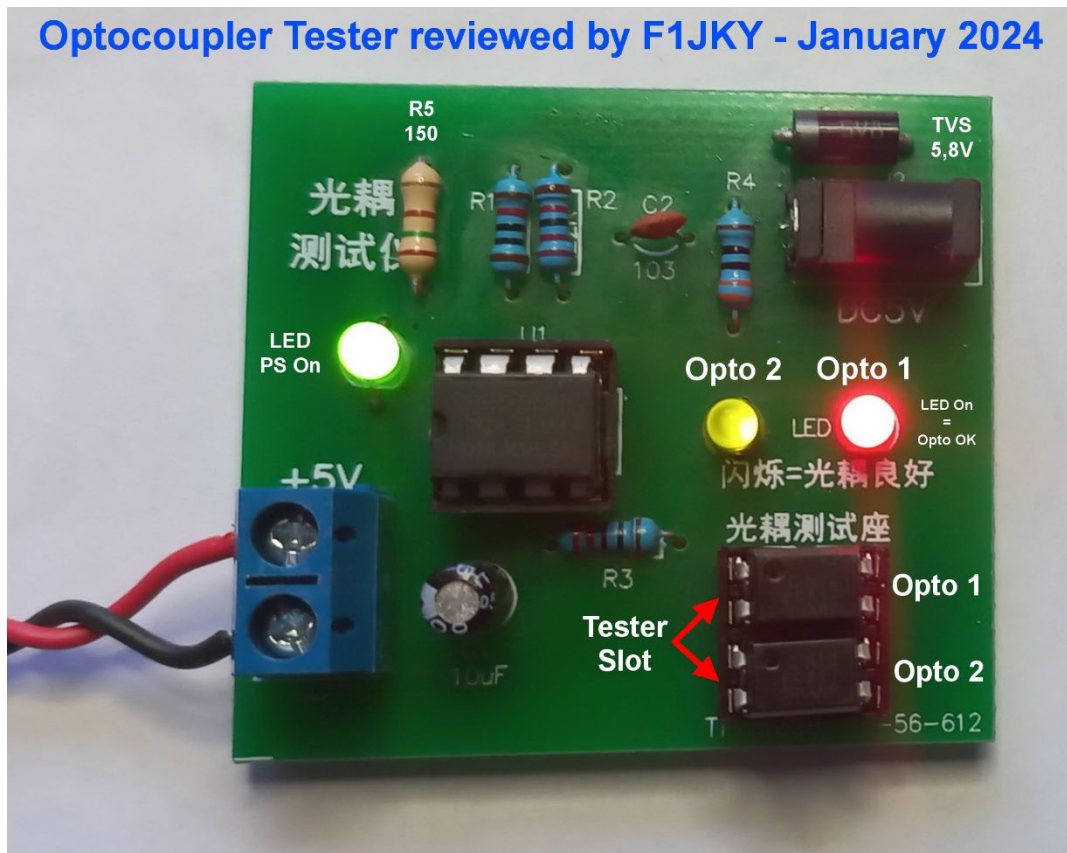 Optocoupler Tester reviewed by F1JKY - January 2024
R5
150
TVS
5,8V
R4
光耦
测试仪
R1
R2
C2
103
DC5V
U1
LED
PS On
Opto 2
Opto 1
LED
LED On
=
Opto OK
闪烁=光耦良好
+5V
光耦测试座
R3
Opto 1
Tester
Slot
Opto 2
10uF
-56-612